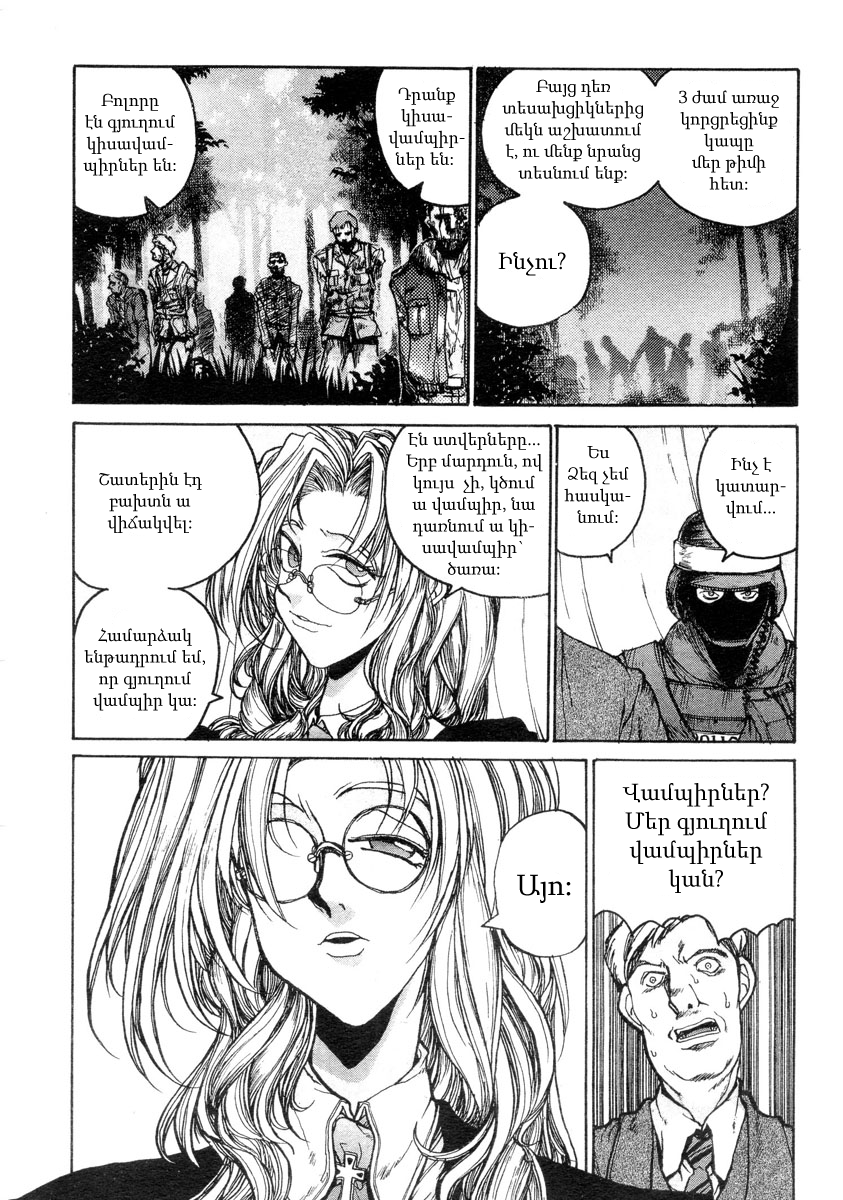 3 ժամ առաջ
կորցրեցինք
կապը
մեր թիմի
հետ։
Բայց դեռ
տեսախցիկներից
մեկն աշխատում
է, ու մենք նրանց
տեսնում ենք։
Ինչու?
Դրանք
կիսա-
վամպիր-
ներ են։
Բոլորը
էն գյուղում
կիսավամ-
պիրներ են։
Ինչ է
կատար-
վում...
Ես
Ձեզ չեմ
հասկա-
նում։
Էն ստվերները...
Երբ մարդուն, ով
կույս չի, կծում
ա վամպիր, նա
դառնում ա կի-
սավամպիր՝
ծառա։
Շատերին էդ
բախտն ա
վիճակվել։
Համարձակ
ենթադրում եմ,
որ գյուղում
վամպիր կա։
Վամպիրներ?
Մեր գյուղում
վամպիրներ
կան?
Այո։